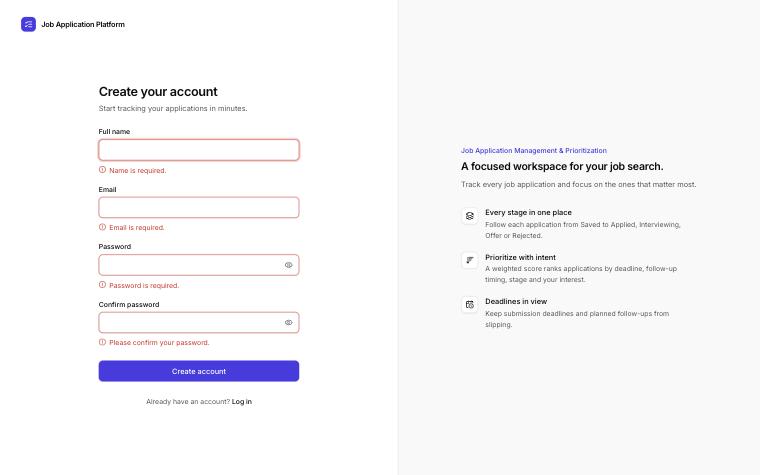 Job Application Platform
Create your account
Start tracking your applications in minutes.
Full name
Name is required.
Email
Email is required.
Password
Password is required.
Confirm password
Please confirm your password.
Create account
Already have an account? Log in
Job Application Management & Prioritization
A focused workspace for your job search.
Track every job application and focus on the ones that matter most.
Every stage in one place
Follow each application from Saved to Applied, Interviewing,
Offer or Rejected.
Prioritize with intent
A weighted score ranks applications by deadline, follow-up
timing, stage and your interest.
Deadlines in view
Keep submission deadlines and planned follow-ups from
slipping.